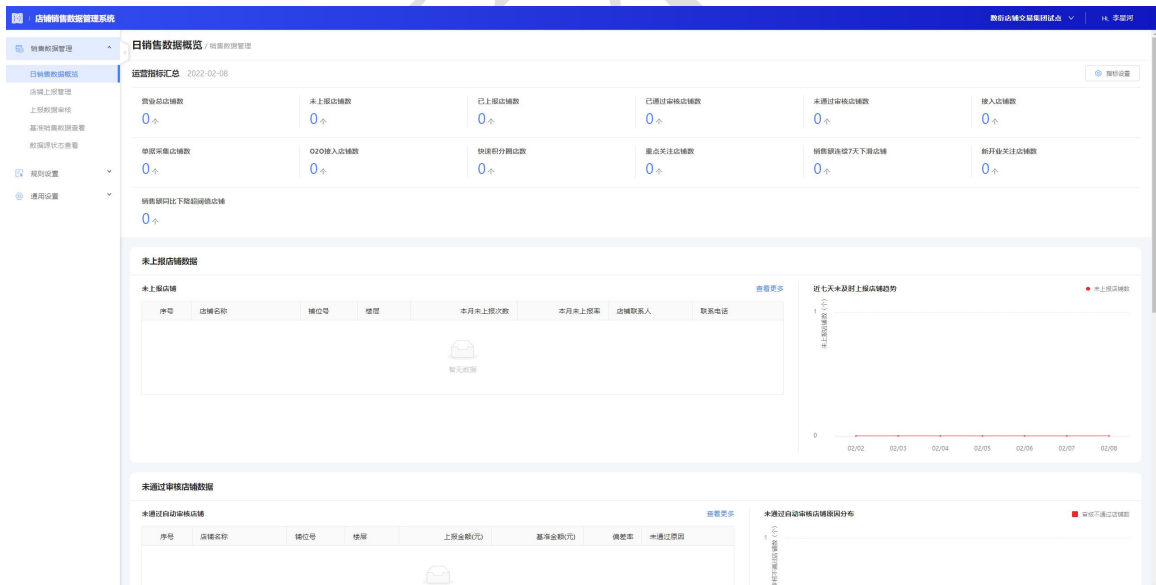 店铺销售数据管理系统
数衍店铺交易集团试点
Hi, 李星河
销售数据管理
日销售数据概览
店铺上报管理
上报数据审核
基准销售数据查看
数据源状态查看
规则设置
通用设置
日销售数据概览 / 销售数据管理
运营指标汇总 2022-02-08
指标设置
营业总店铺数 未上报店铺数 已上报店铺数 已通过审核店铺数 未通过审核店铺数 接入店铺数
0个 0个 0个 0个 0个 0个
单据采集店铺数 O2O接入店铺数 快速积分圈店数 重点关注店铺数 销售额连续7天下滑店铺 新开业关注店铺数
0个 0个 0个 0个 0个 0个
销售额同比下降超阈值店铺
0个
未上报店铺数据
未上报店铺 查看更多
序号 店铺名称 铺位号 楼层 本月未上报次数 本月未上报率 店铺联系人 联系电话
暂无数据
近七天未及时上报店铺趋势
未上报店铺数
未上报店铺数（个）
1
0
02/02 02/03 02/04 02/05 02/06 02/07 02/08
未通过审核店铺数据
未通过自动审核店铺 查看更多
序号 店铺名称 铺位号 楼层 上报金额(元) 基准金额(元) 偏差率 未通过原因
未通过自动审核店铺原因分布
审核不通过店铺数
审核不通过店铺数（个）
1